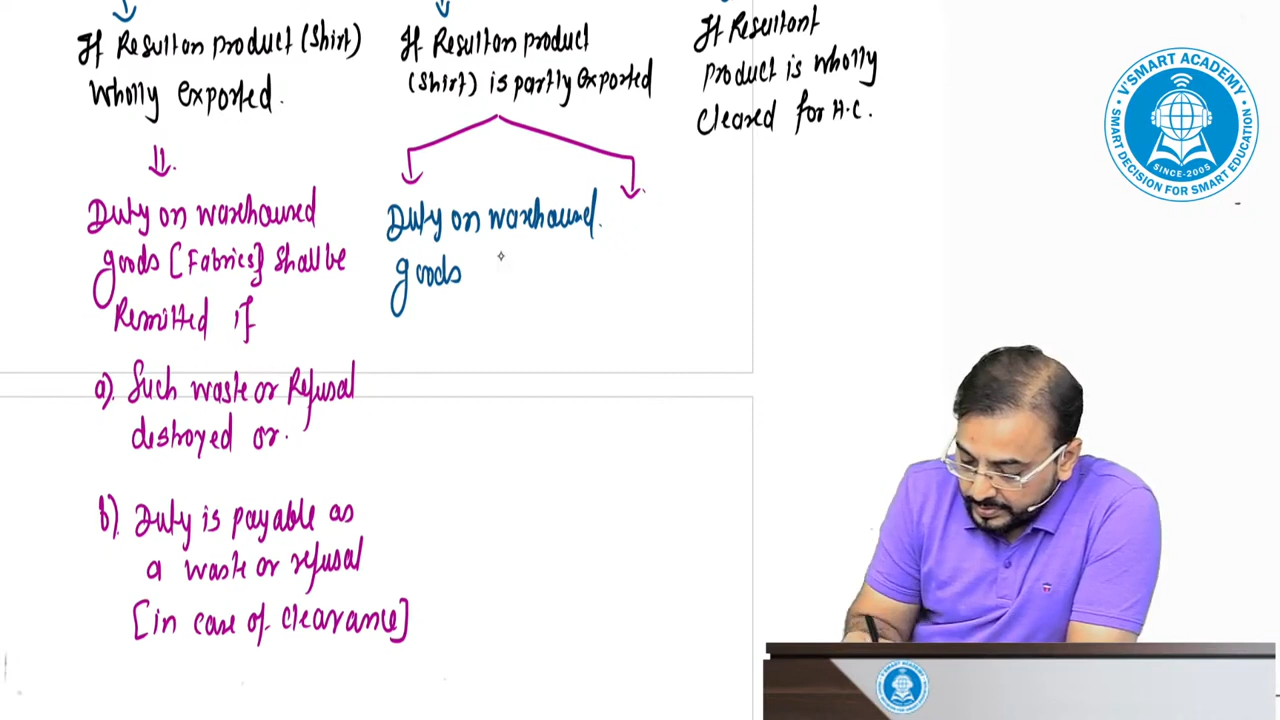 If Resultan product (Shirt)
Wholly Exported.
Duty on warehoused
goods [Fabrics] Shall be
Remitted if
a). Such waste or Refusal
destroyed or.
b). Duty is payable as
a waste or refusal
[in case of clearance]
If Resultan product
(Shirt) is partly Exported
Duty on warehoused.
goods
If Resultant
Product is wholly
Cleared for H.C.
V'SMART ACADEMY
SINCE-2005
SMART DECISION FOR SMART EDUCATION